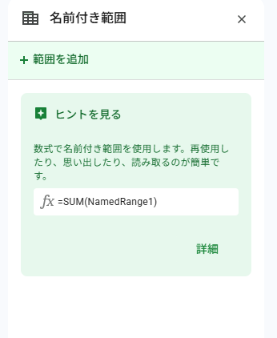 名前付き範囲
+ 範囲を追加
ヒントを見る
数式で名前付き範囲を使用します。再使用し
たり、思い出したり、読み取るのが簡単で
す。
fx =SUM(NamedRange1)
詳細